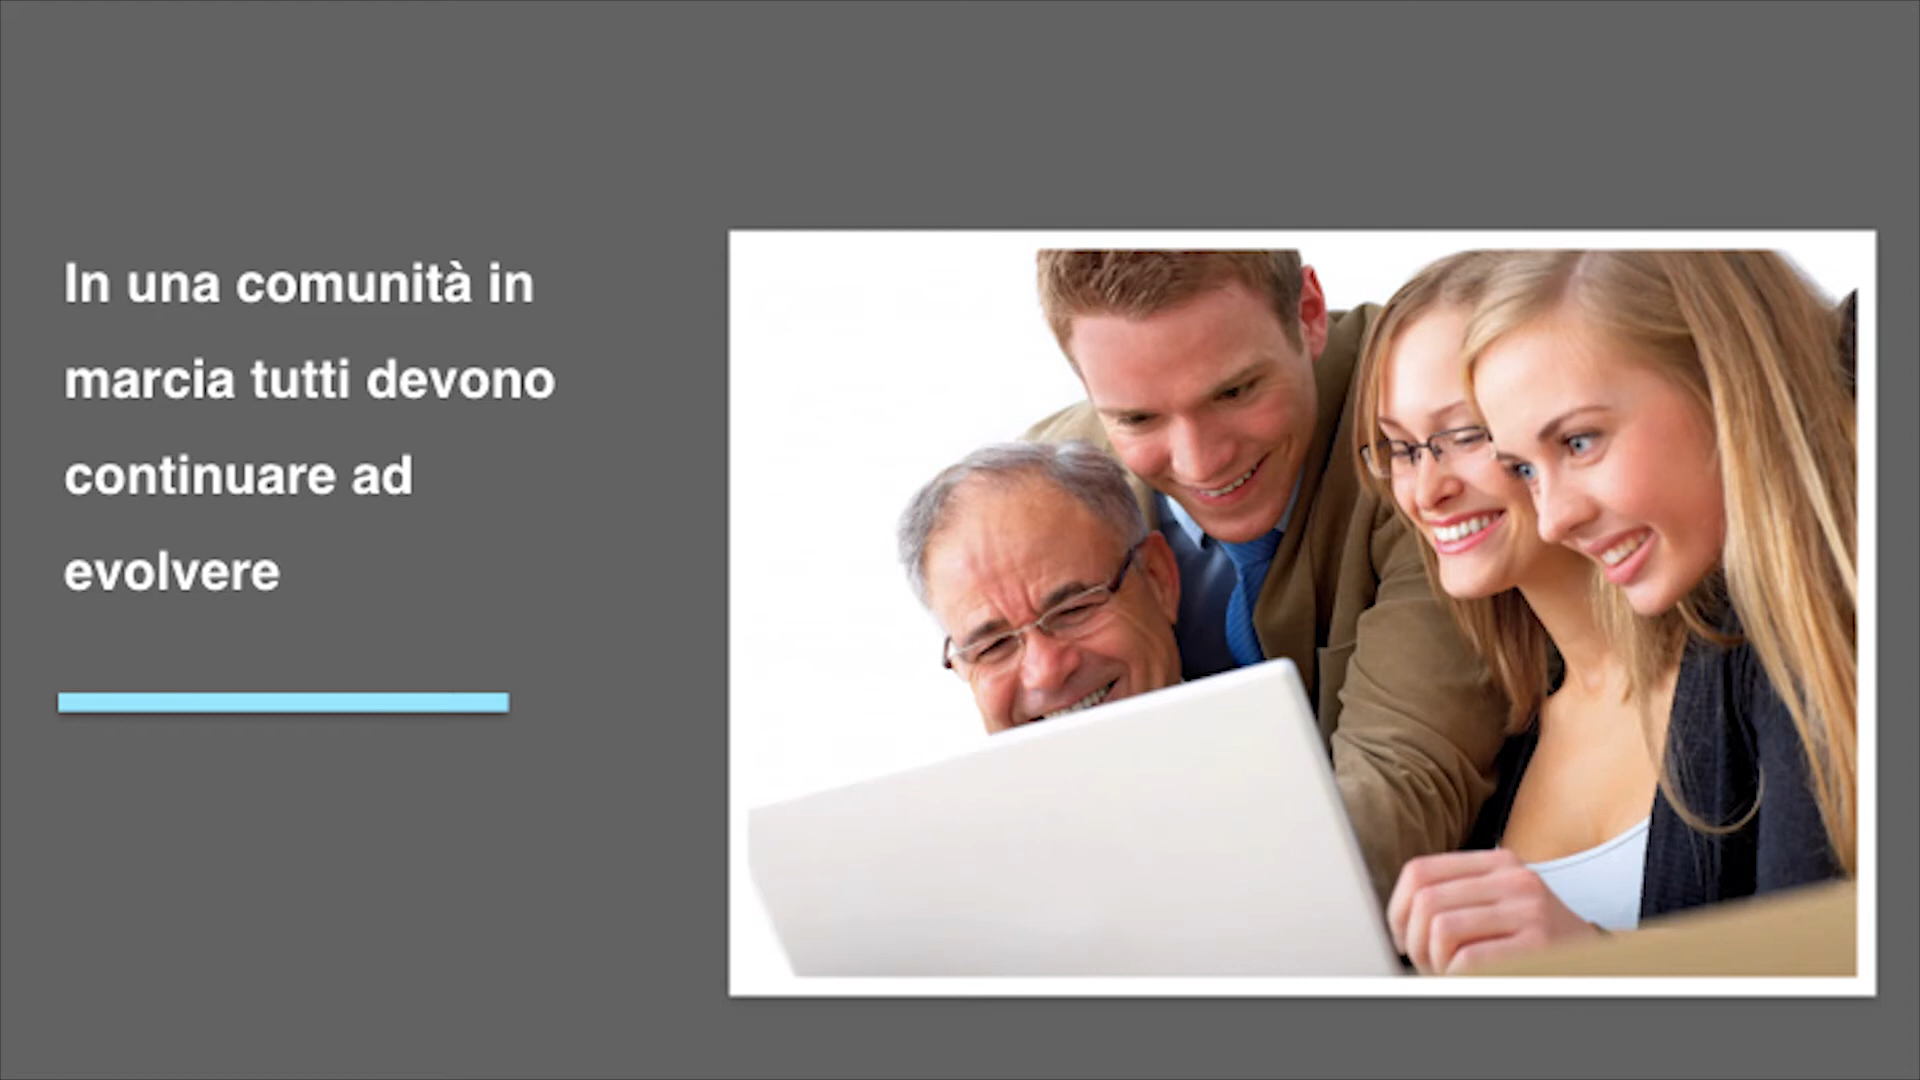 In una comunità in
marcia tutti devono
continuare ad
evolvere